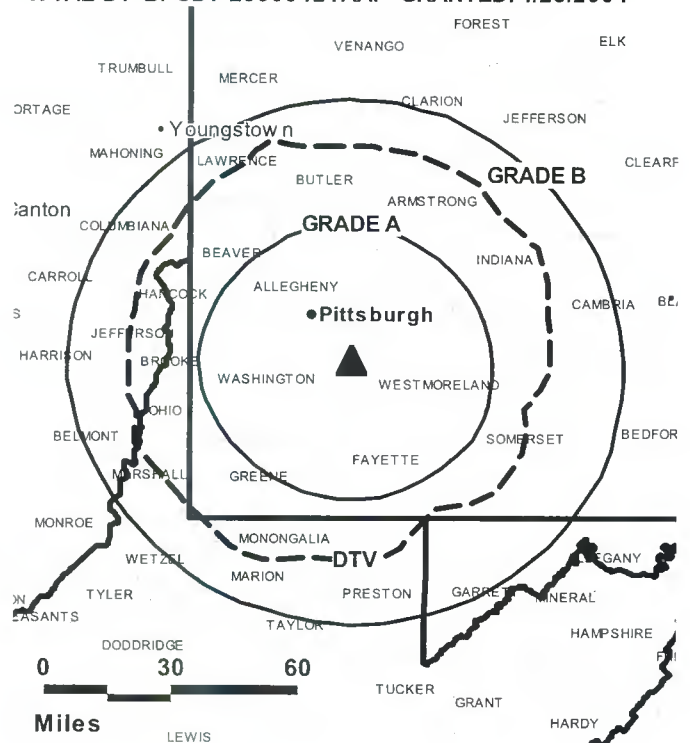 FOREST
VENANGO
ELK
TRUMBULL
MERCER
ORTAGE
CLARION
JEFFERSON
Youngstown
MAHONING
LAWRENCE
CLEARF
BUTLER
GRADE B
ARMSTRONG
anton
COLUMBIANA
GRADE A
BEAVER
INDIANA
CARROLL
HANCOCK
ALLEGHENY
CAMBRIA
S
Pittsburgh
JEFFERSON
HARRISON
BROOKE
WASHINGTON
WESTMORELAND
OHIO
BELMONT
SOMERSET
BEDFOR
FAYETTE
MARSHALL
GREENE
MONROE
MONONGALIA
WETZEL
DTV
MARION
TYLER
PRESTON
GARRETT
MINERAL
EASANTS
TAYLOR
HAMPSHIRE
DODDRIDGE
0 30 60
TUCKER
GRANT
Miles
HARDY
LEWIS